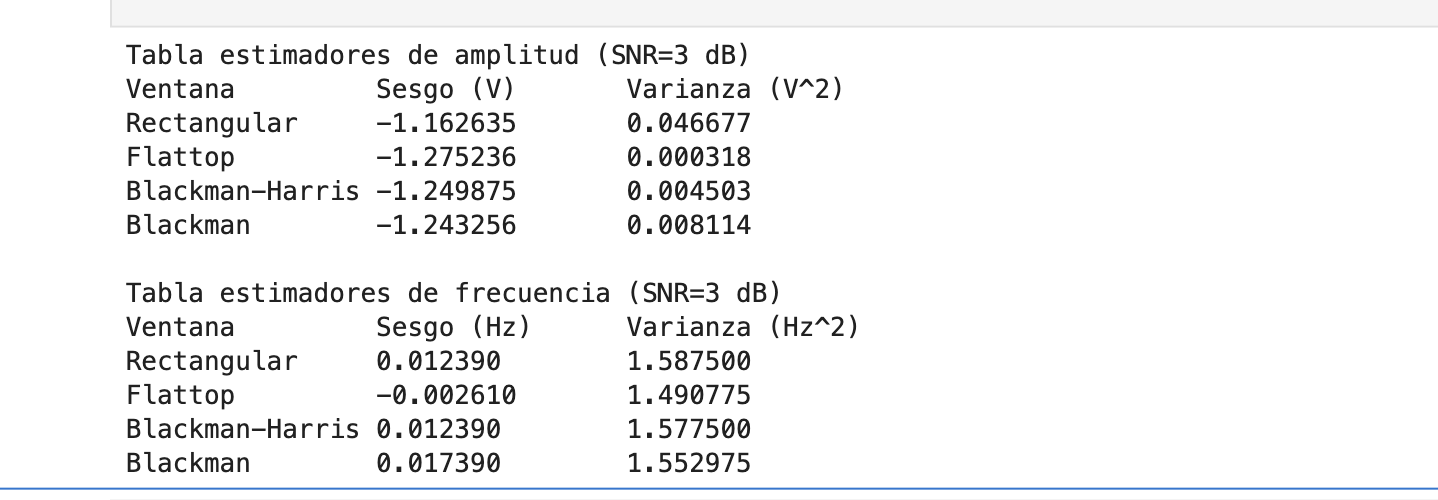 Tabla estimadores de amplitud (SNR=3 dB)
Ventana         Sesgo (V)       Varianza (V^2)
Rectangular     -1.162635       0.046677
Flattop         -1.275236       0.000318
Blackman-Harris -1.249875       0.004503
Blackman        -1.243256       0.008114

Tabla estimadores de frecuencia (SNR=3 dB)
Ventana         Sesgo (Hz)      Varianza (Hz^2)
Rectangular     0.012390        1.587500
Flattop         -0.002610       1.490775
Blackman-Harris 0.012390        1.577500
Blackman        0.017390        1.552975